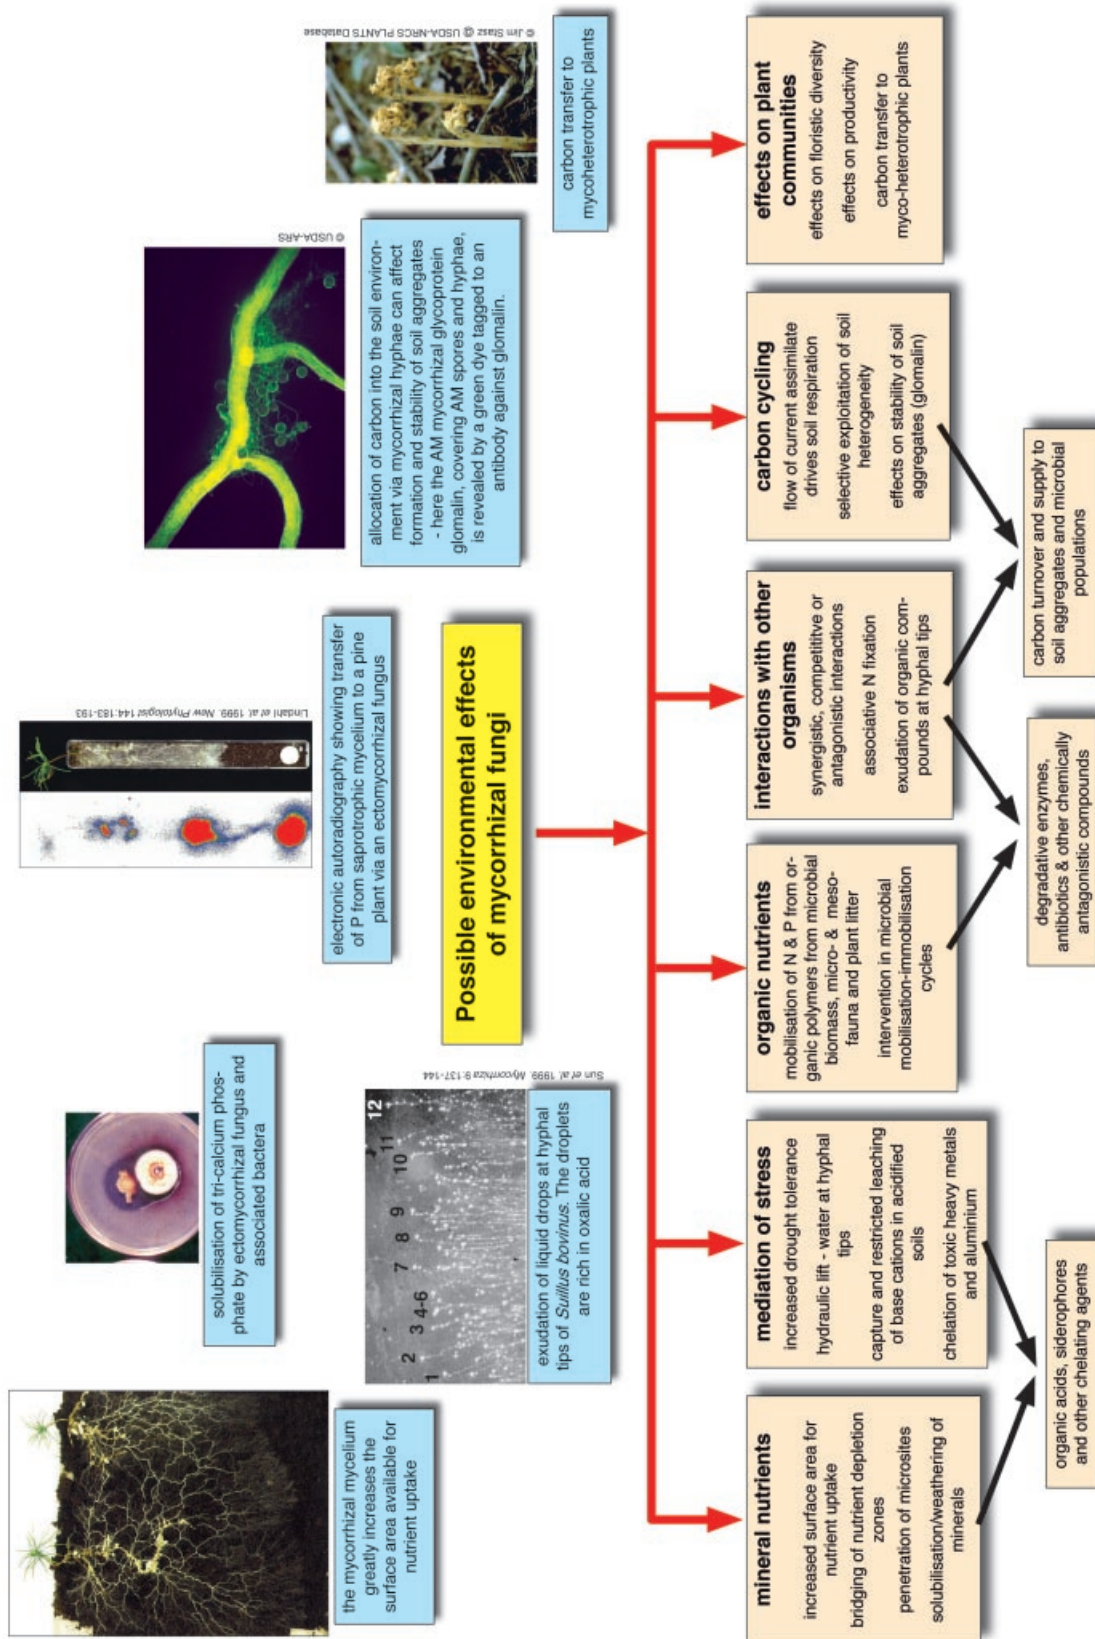 the mycorrhizal mycelium
greatly increases the
surface area available for
nutrient uptake
solubilisation of tri-calcium phos-
phate by ectomycorrhizal fungus and
associated bactera
Lindahl et al. 1999. New Phytologist 144:183-193
electronic autoradiography showing transfer
of P from saprotrophic mycelium to a pine
plant via an ectomycorrhizal fungus
© USDA-ARS
allocation of carbon into the soil environ-
ment via mycorrhizal hyphae can affect
formation and stability of soil aggregates
- here the AM mycorrhizal glycoprotein
glomalin, covering AM spores and hyphae,
is revealed by a green dye tagged to an
antibody against glomalin.
© Jim Stasz @ USDA-NRCS PLANTS Database
carbon transfer to
mycoheterotrophic plants
1 2 3 4-6 7 8 9 10 11 12
Sun et al. 1999. Mycorrhiza 9:137-144
exudation of liquid drops at hyphal
tips of Suillus bovinus. The droplets
are rich in oxalic acid
Possible environmental effects
of mycorrhizal fungi
mineral nutrients
increased surface area for
nutrient uptake
bridging of nutrient depletion
zones
penetration of microsites
solubilisation/weathering of
minerals
mediation of stress
increased drought tolerance
hydraulic lift - water at hyphal
tips
capture and restricted leaching
of base cations in acidified
soils
chelation of toxic heavy metals
and aluminium
organic nutrients
mobilisation of N & P from or-
ganic polymers from microbial
biomass, micro- & meso-
fauna and plant litter
intervention in microbial
mobilisation-immobilisation
cycles
interactions with other
organisms
synergistic, competititve or
antagonistic interactions
associative N fixation
exudation of organic com-
pounds at hyphal tips
carbon cycling
flow of current assimilate
drives soil respiration
selective exploitation of soil
heterogeneity
effects on stability of soil
aggregates (glomalin)
effects on plant
communities
effects on floristic diversity
effects on productivity
carbon transfer to
myco-heterotrophic plants
organic acids, siderophores
and other chelating agents
degradative enzymes,
antibiotics & other chemically
antagonistic compounds
carbon turnover and supply to
soil aggregates and microbial
populations